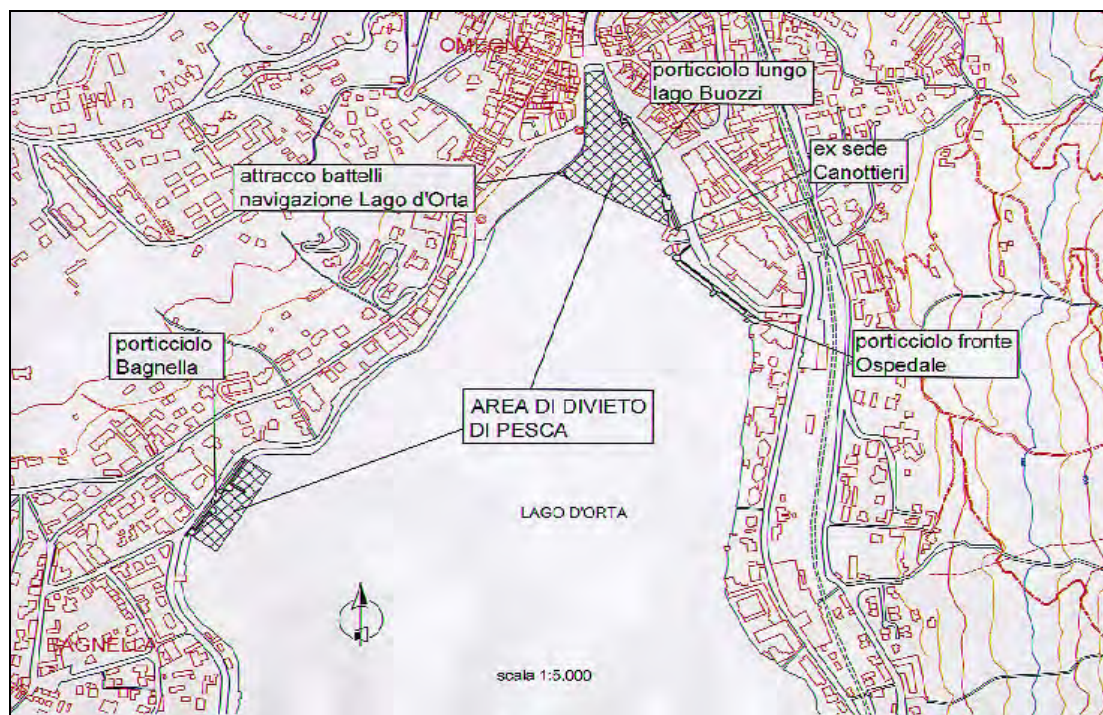 OMEGNA
porticciolo lungo
lago Buozzi
ex sede
Canottieri
attracco battelli
navigazione Lago d'Orta
porticciolo
Bagnella
porticciolo fronte
Ospedale
AREA DI DIVIETO
DI PESCA
LAGO D'ORTA
BAGNELLA
scala 1:5.000